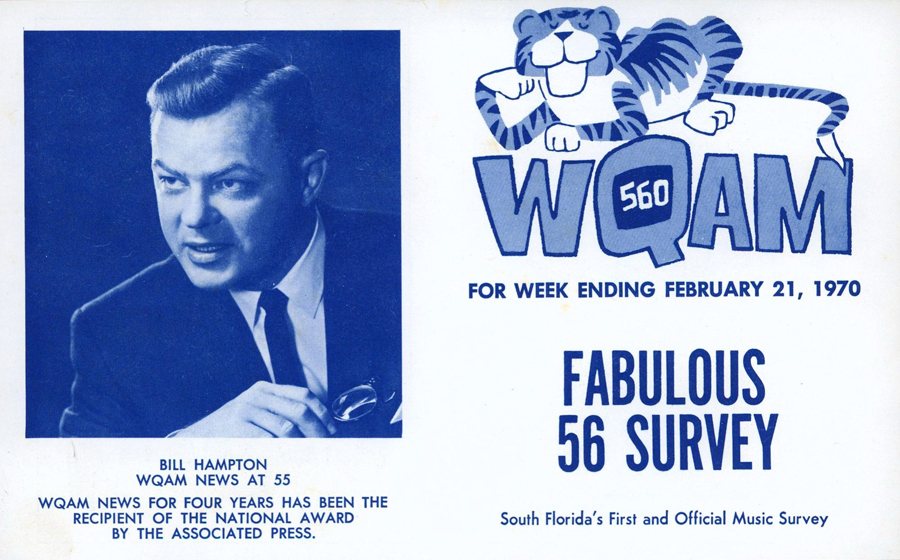 BILL HAMPTON
WQAM NEWS AT 55
WQAM NEWS FOR FOUR YEARS HAS BEEN THE
RECIPIENT OF THE NATIONAL AWARD
BY THE ASSOCIATED PRESS.
WQAM
560
FOR WEEK ENDING FEBRUARY 21, 1970
FABULOUS
56 SURVEY
South Florida's First and Official Music Survey